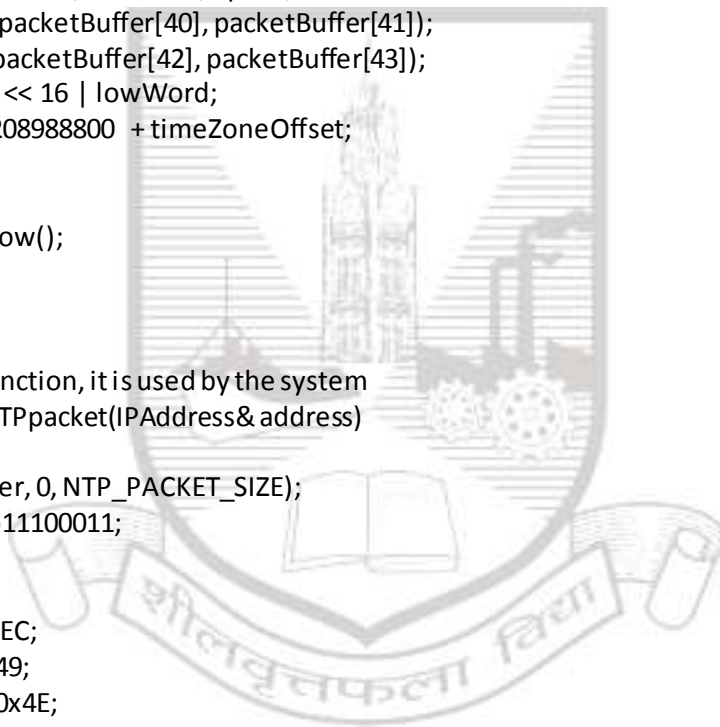 packetBuffer[40], packetBuffer[41]);
packetBuffer[42], packetBuffer[43]);
<< 16 | lowWord;
208988800 + timeZoneOffset;
ow();
nction, it is used by the system
TPpacket(IPAddress& address)
er, 0, NTP_PACKET_SIZE);
11100011;
EC;
49;
0x4E;
शीलवृत्तफला विद्या